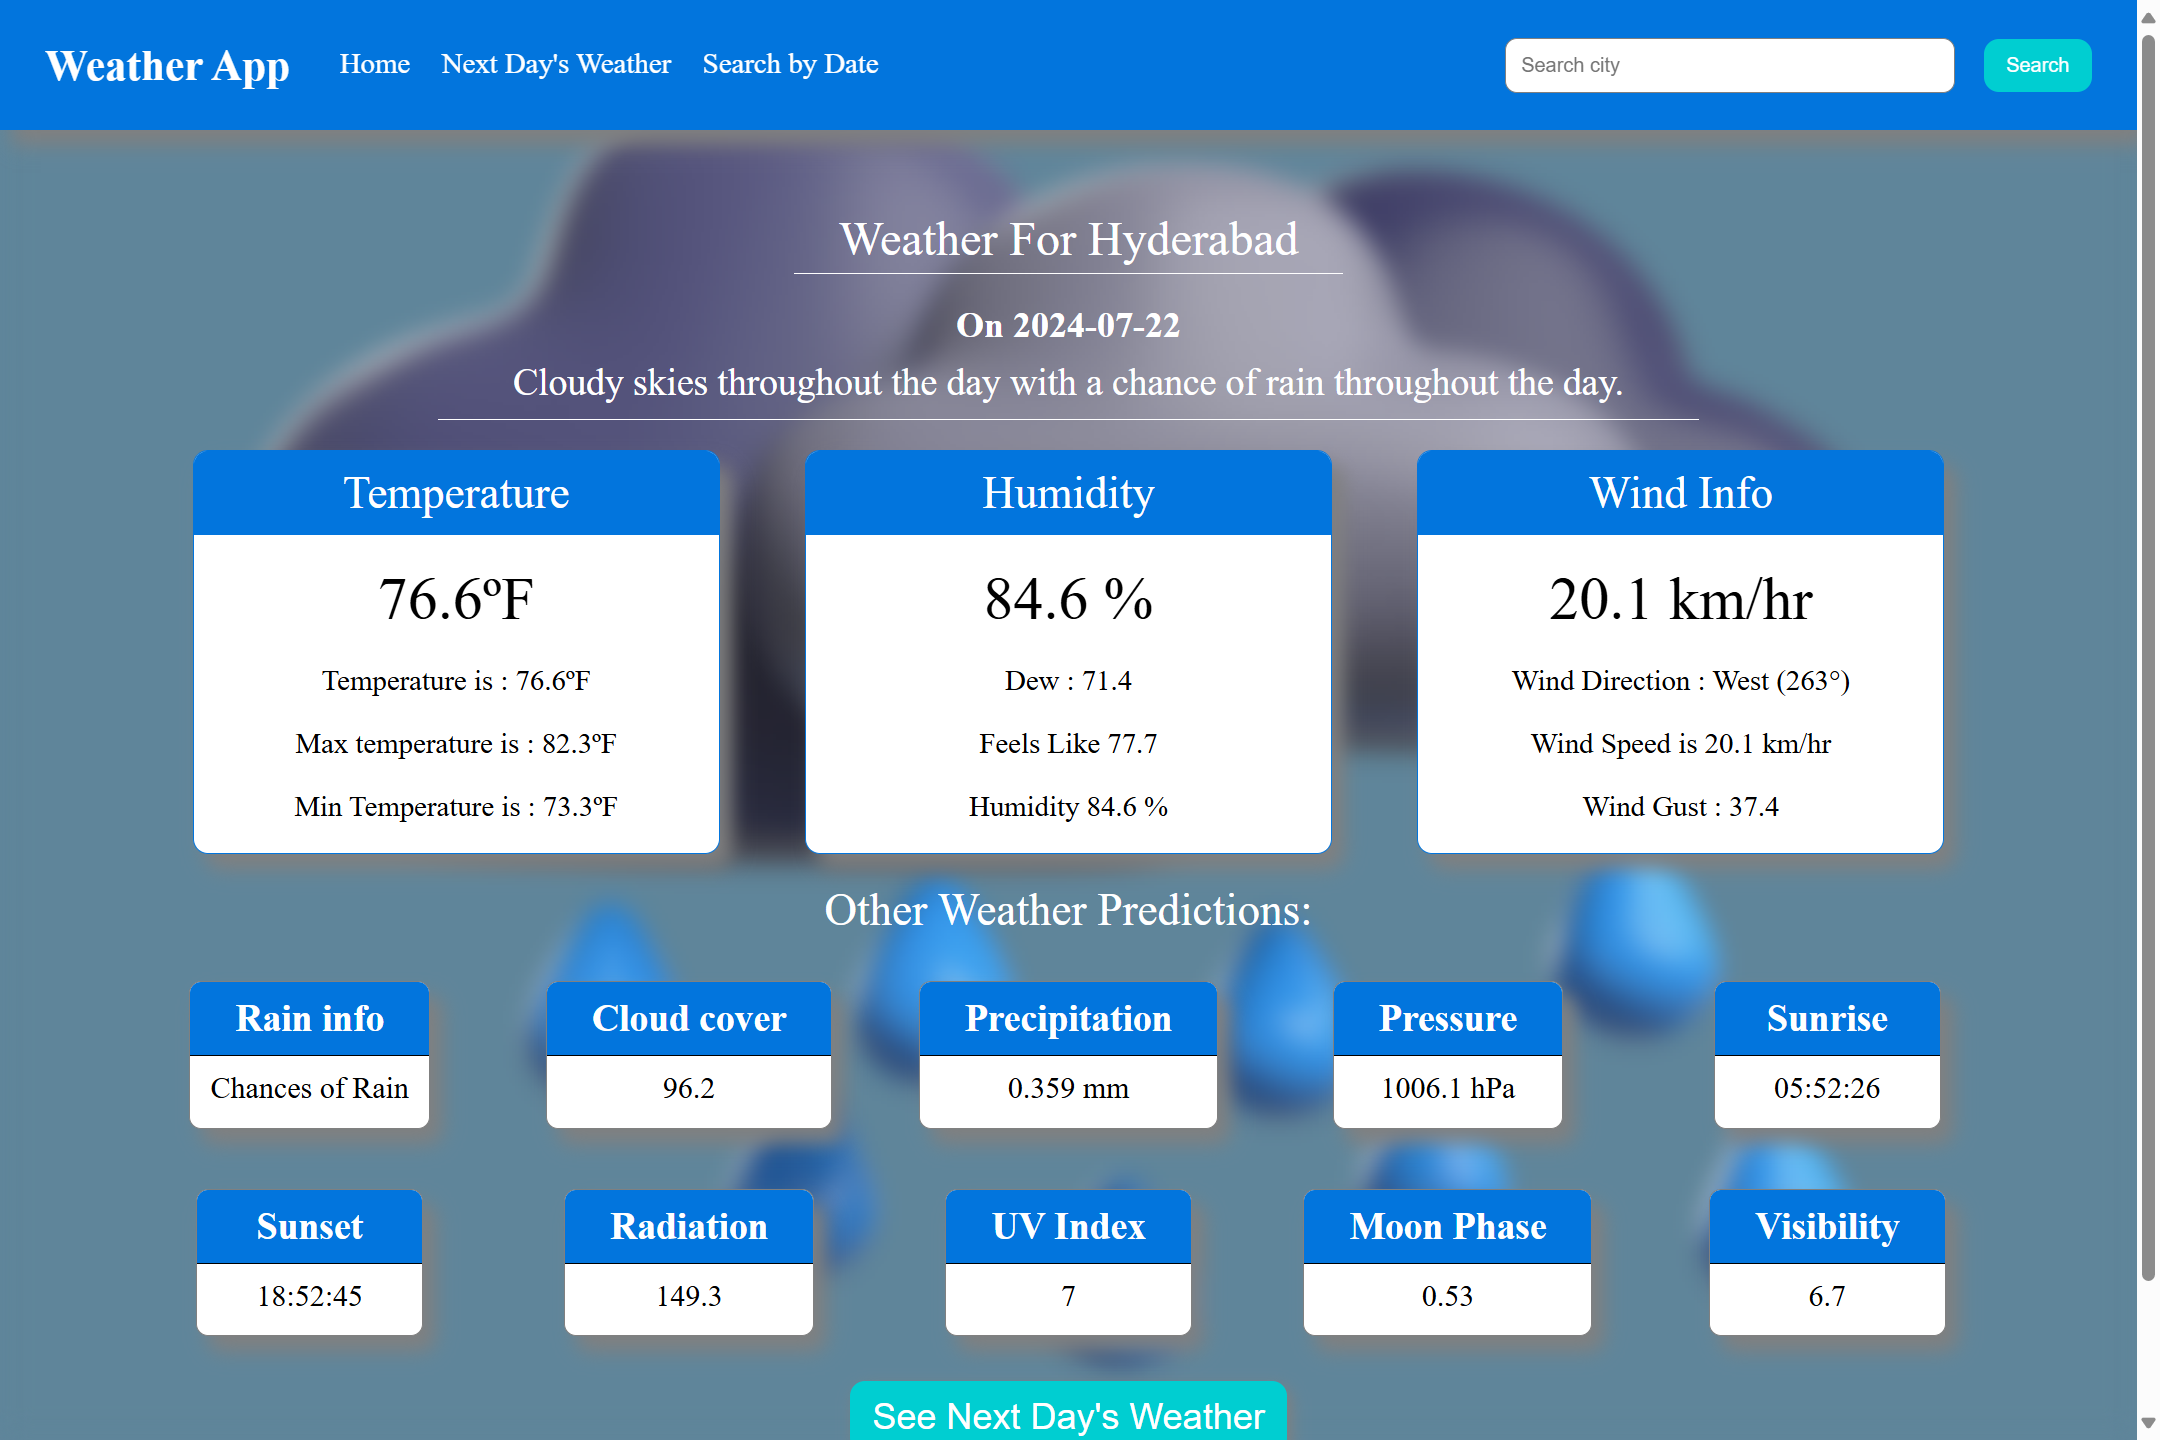 Weather App
Home
Next Day's Weather
Search by Date
Search city
Search
Weather For Hyderabad
On 2024-07-22
Cloudy skies throughout the day with a chance of rain throughout the day.
Temperature
76.6ºF
Temperature is : 76.6ºF
Max temperature is : 82.3ºF
Min Temperature is : 73.3ºF
Humidity
84.6 %
Dew : 71.4
Feels Like 77.7
Humidity 84.6 %
Wind Info
20.1 km/hr
Wind Direction : West (263°)
Wind Speed is 20.1 km/hr
Wind Gust : 37.4
Other Weather Predictions:
Rain info
Chances of Rain
Cloud cover
96.2
Precipitation
0.359 mm
Pressure
1006.1 hPa
Sunrise
05:52:26
Sunset
18:52:45
Radiation
149.3
UV Index
7
Moon Phase
0.53
Visibility
6.7
See Next Day's Weather